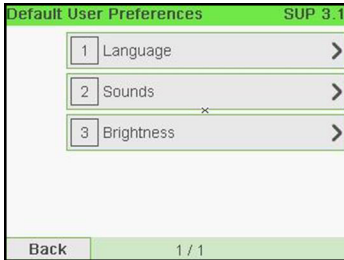 Default User Preferences SUP 3.1
1 Language
2 Sounds
3 Brightness
Back 1 / 1